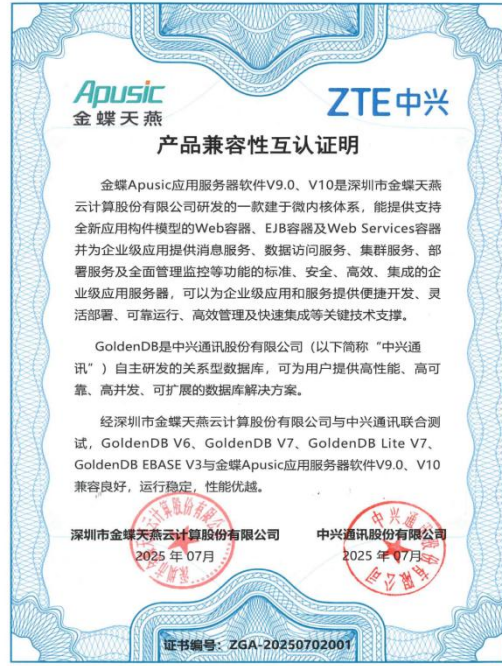 Apusic
金蝶天燕
ZTE中兴
产品兼容性互认证明
金蝶Apusic应用服务器软件V9.0、V10是深圳市金蝶天燕
云计算股份有限公司研发的一款建于微内核体系，能提供支持
全新应用构件模型的Web容器、EJB容器及Web Services容器
并为企业级应用提供消息服务、数据访问服务、集群服务、部
署服务及全面管理监控等功能的标准、安全、高效、集成的企
业级应用服务器，可以为企业级应用和服务提供便捷开发、灵
活部署、可靠运行、高效管理及快速集成等关键技术支撑。
GoldenDB是中兴通讯股份有限公司（以下简称“中兴通
讯”）自主研发的关系型数据库，可为用户提供高性能、高可
靠、高并发、可扩展的数据库解决方案。
经深圳市金蝶天燕云计算股份有限公司与中兴通讯联合测
试，GoldenDB V6、GoldenDB V7、GoldenDB Lite V7、
GoldenDB EBASE V3与金蝶Apusic应用服务器软件V9.0、V10
兼容良好，运行稳定，性能优越。
深圳市金蝶天燕云计算股份有限公司
2025 年 07月
中兴通讯股份有限公司
2025 年 07月
证书编号：ZGA-20250702001